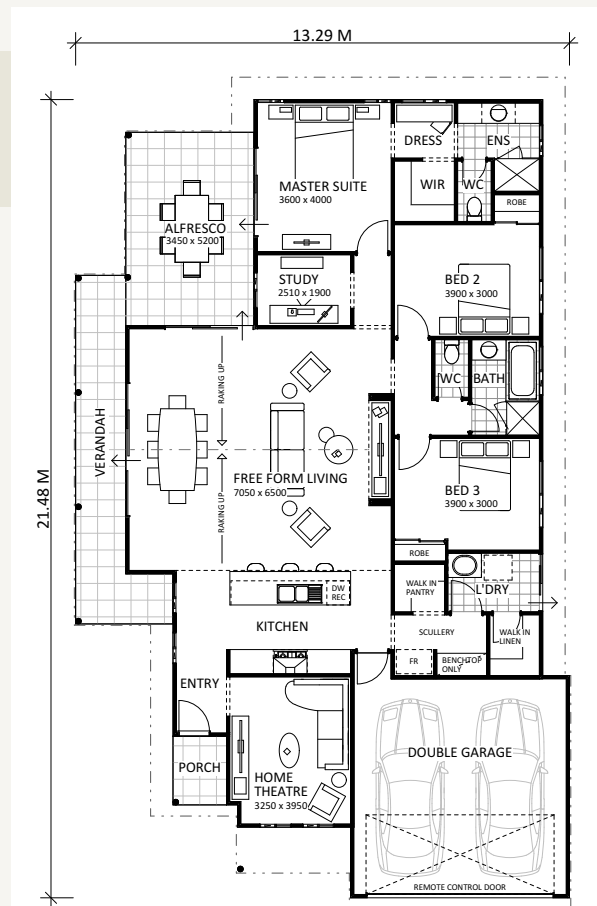 13.29 M
21.48 M
DRESS
ENS
MASTER SUITE
3600 x 4000
WIR
WC
ROBE
ALFRESCO
3450 x 5200
STUDY
2510 x 1900
BED 2
3900 x 3000
WC
BATH
RAKING UP
VERANDAH
FREE FORM LIVING
7050 x 6500
RAKING UP
BED 3
3900 x 3000
ROBE
WALK IN
PANTRY
L'DRY
DW
REC
KITCHEN
SCULLERY
WALK IN
LINEN
FR
BENCHTOP
ONLY
ENTRY
PORCH
HOME
THEATRE
3250 x 3950
DOUBLE GARAGE
REMOTE CONTROL DOOR